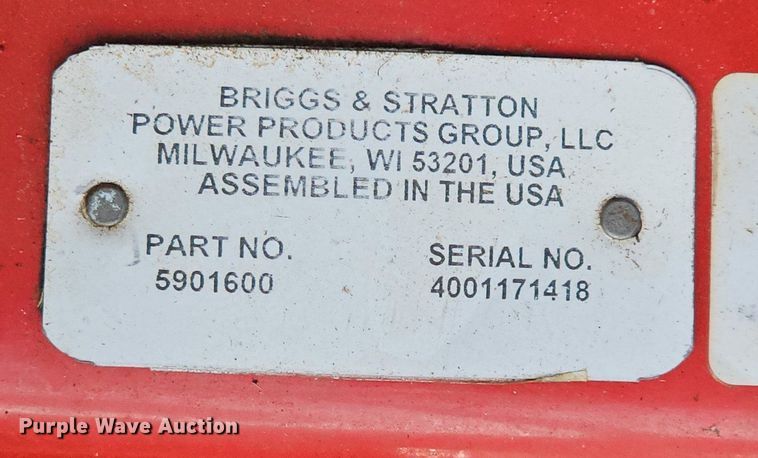 BRIGGS & STRATTON
POWER PRODUCTS GROUP, LLC
MILWAUKEE, WI 53201, USA
ASSEMBLED IN THE USA
PART NO.
5901600
SERIAL NO.
4001171418
Purple Wave Auction